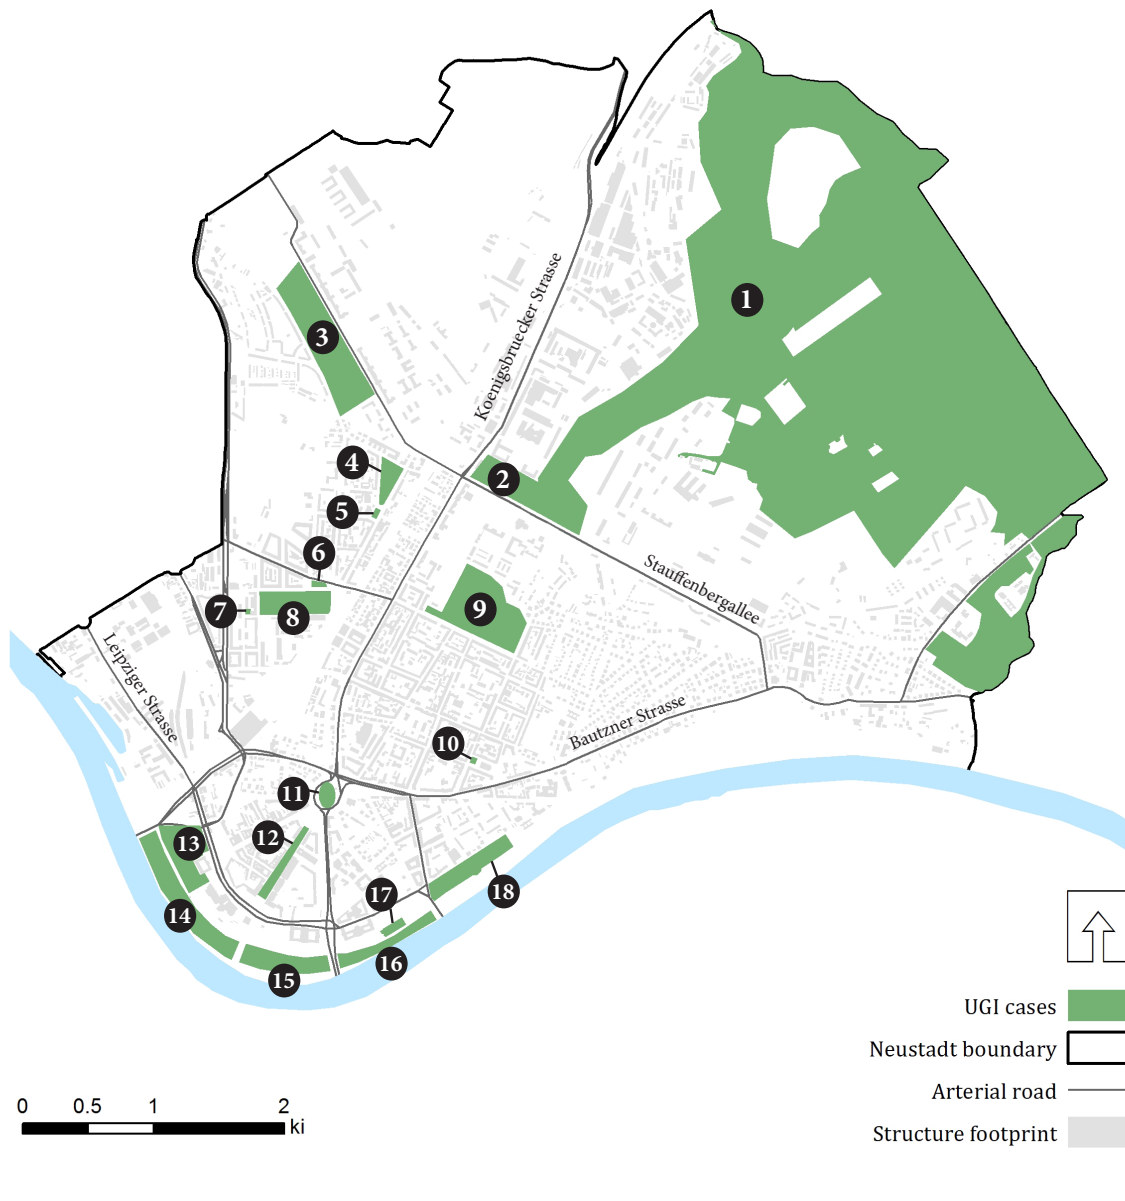 1
3
Koenigsbruecker Strasse
4
2
5
6
Stauffenbergallee
7
8
9
Leipziger Strasse
Bautzner Strasse
10
11
12
13
17
18
14
16
15
UGI cases
Neustadt boundary
Arterial road
Structure footprint
0 0.5 1 2
ki